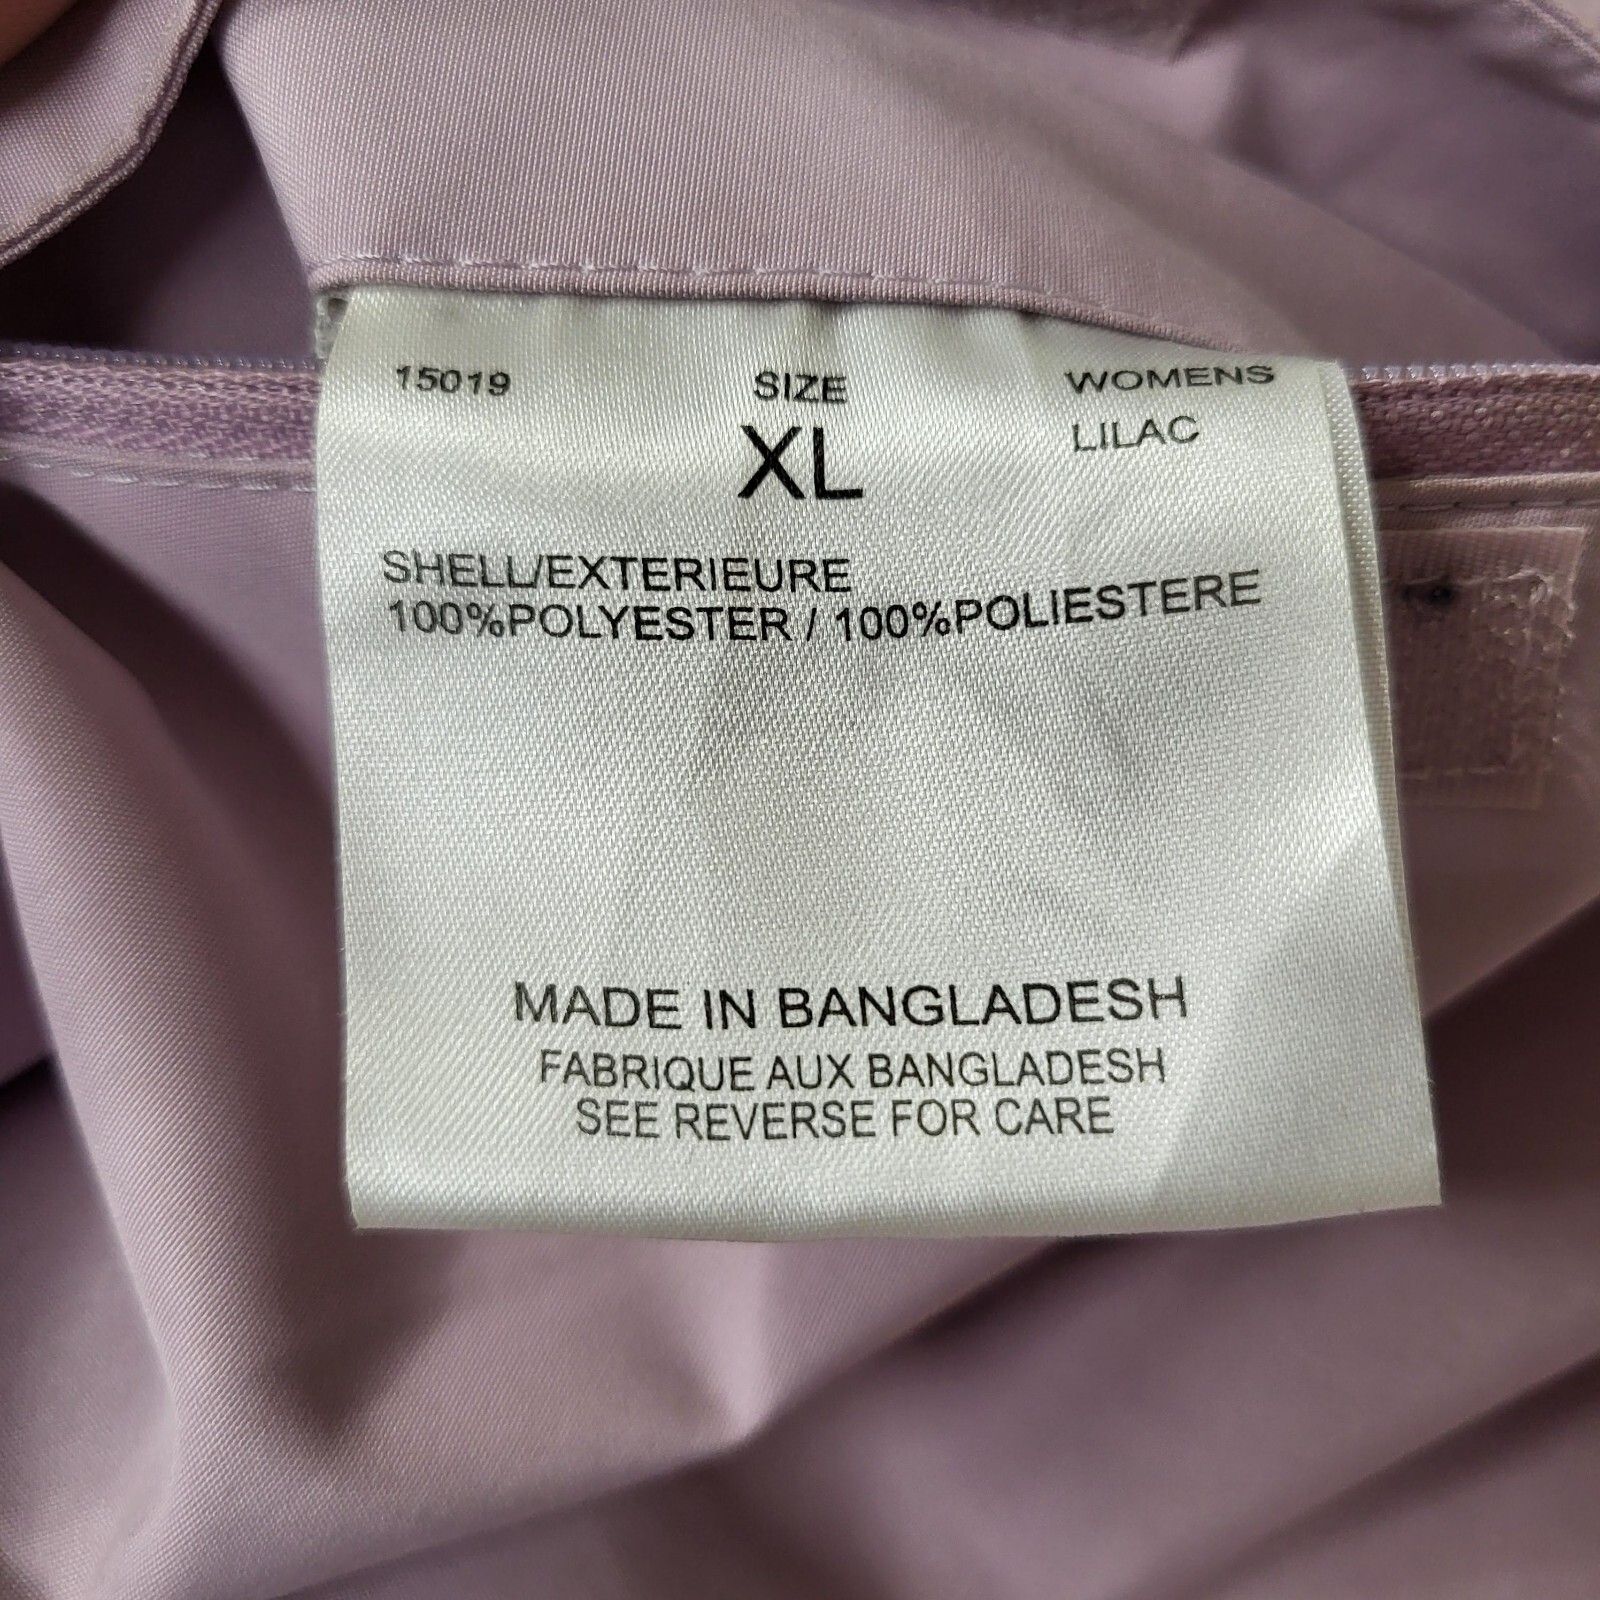 15019 SIZE WOMENS
XL LILAC
SHELL/EXTERIEURE
100%POLYESTER / 100%POLIESTERE
MADE IN BANGLADESH
FABRIQUE AUX BANGLADESH
SEE REVERSE FOR CARE